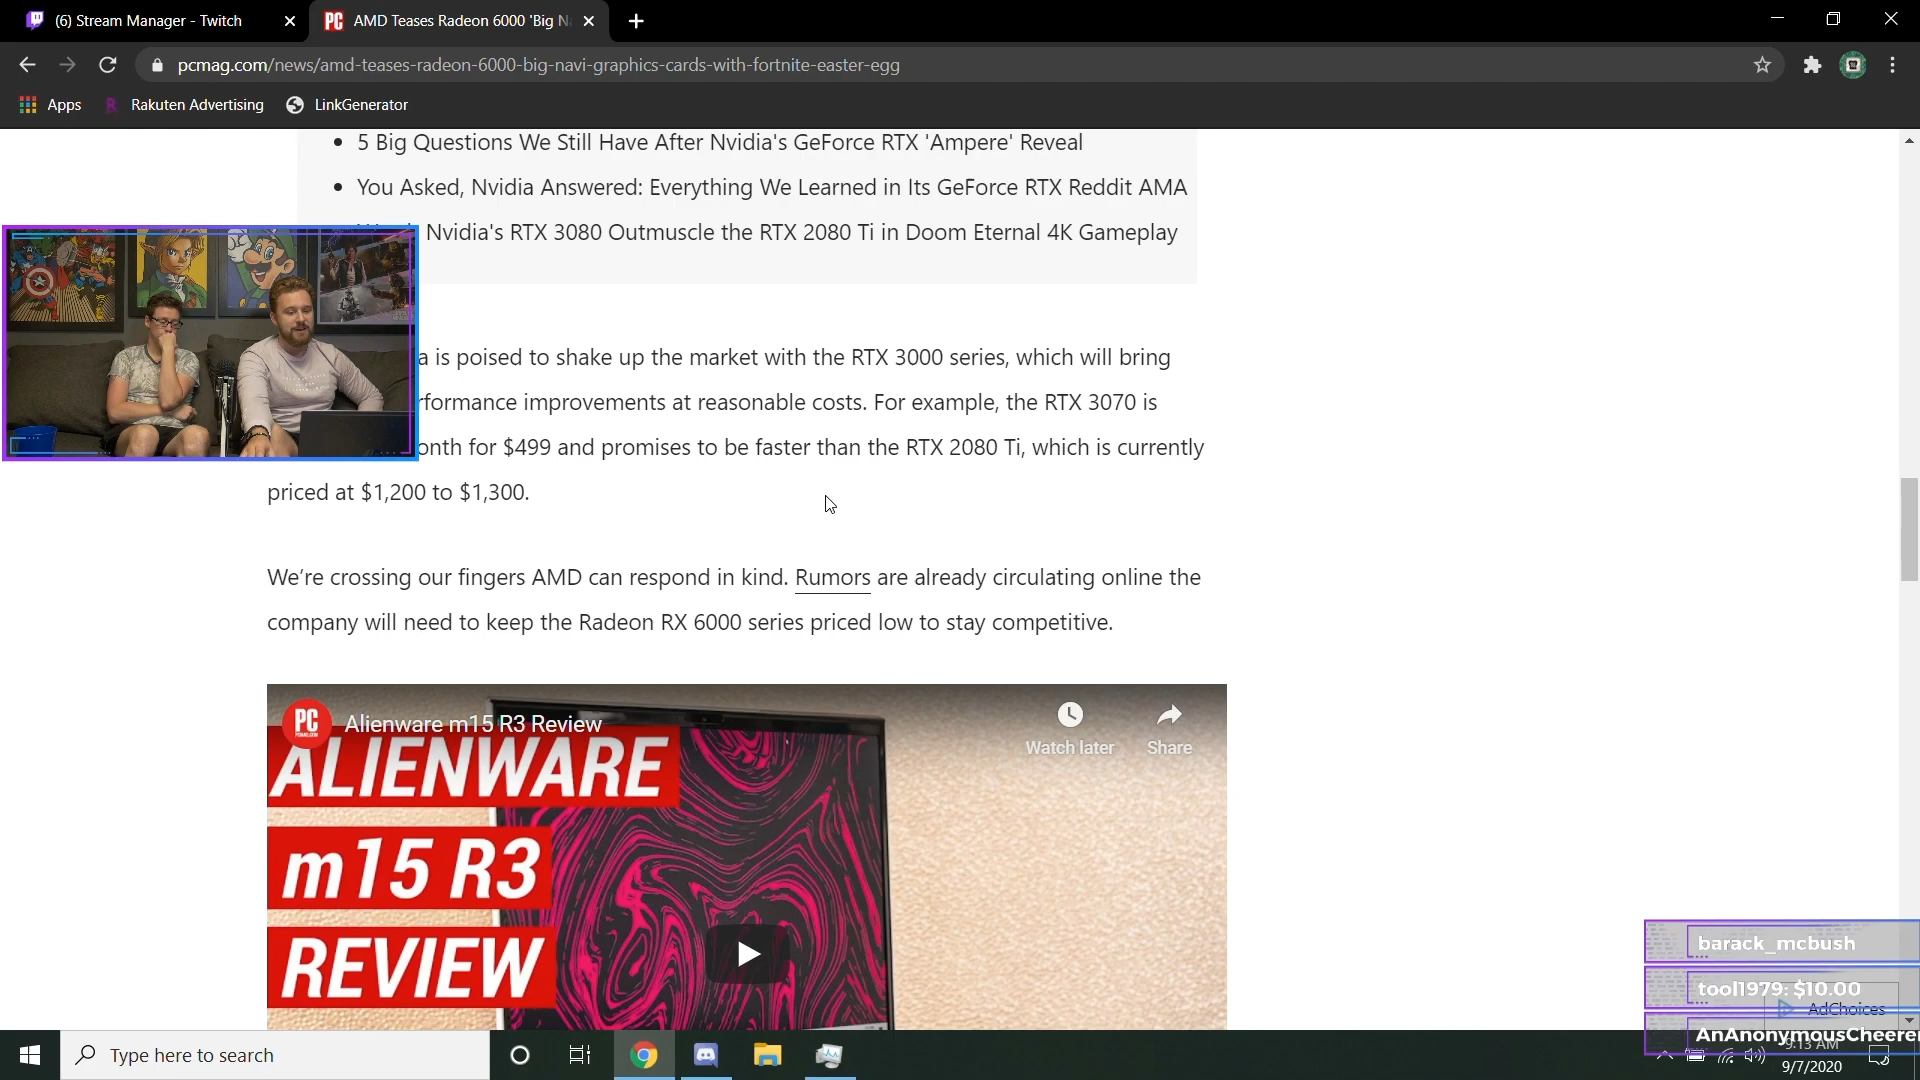 (6) Stream Manager - Twitch
PC AMD Teases Radeon 6000 'Big N
pcmag.com/news/amd-teases-radeon-6000-big-navi-graphics-cards-with-fortnite-easter-egg
Apps R Rakuten Advertising LinkGenerator
• 5 Big Questions We Still Have After Nvidia's GeForce RTX 'Ampere' Reveal
• You Asked, Nvidia Answered: Everything We Learned in Its GeForce RTX Reddit AMA
Nvidia's RTX 3080 Outmuscle the RTX 2080 Ti in Doom Eternal 4K Gameplay
a is poised to shake up the market with the RTX 3000 series, which will bring
rformance improvements at reasonable costs. For example, the RTX 3070 is
onth for $499 and promises to be faster than the RTX 2080 Ti, which is currently
priced at $1,200 to $1,300.
We’re crossing our fingers AMD can respond in kind. Rumors are already circulating online the
company will need to keep the Radeon RX 6000 series priced low to stay competitive.
PC Alienware m15 R3 Review
Watch later Share
ALIENWARE
m15 R3
REVIEW
barack_mcbush
tool1979: $10.00
AdChoices
AnAnonymousCheerer
Type here to search
9:13 AM
9/7/2020